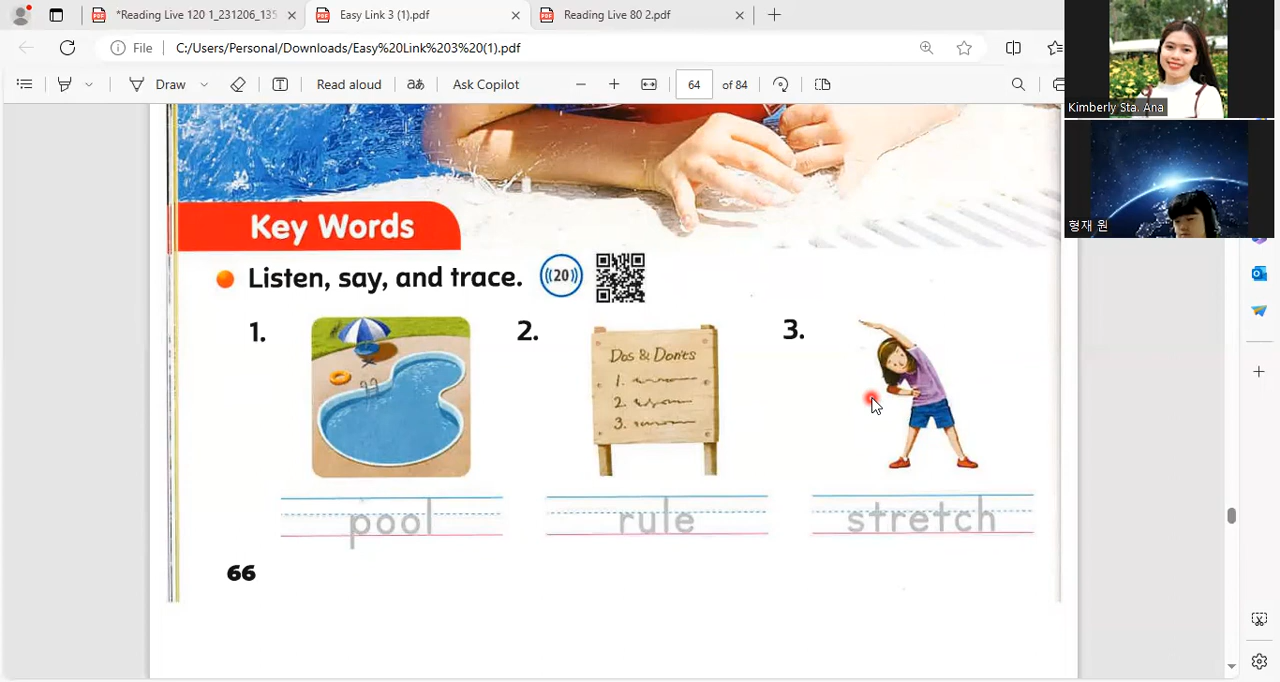 *Reading Live 120 1_231206_135
Easy Link 3 (1).pdf
Reading Live 80 2.pdf
File
C:/Users/Personal/Downloads/Easy%20Link%203%20(1).pdf
Draw
Read aloud
aあ
Ask Copilot
64
of 84
Kimberly Sta. Ana
형재 원
Key Words
Listen, say, and trace.
20
1.
2.
3.
Dos & Don'ts
1.
2.
3.
pool
rule
stretch
66